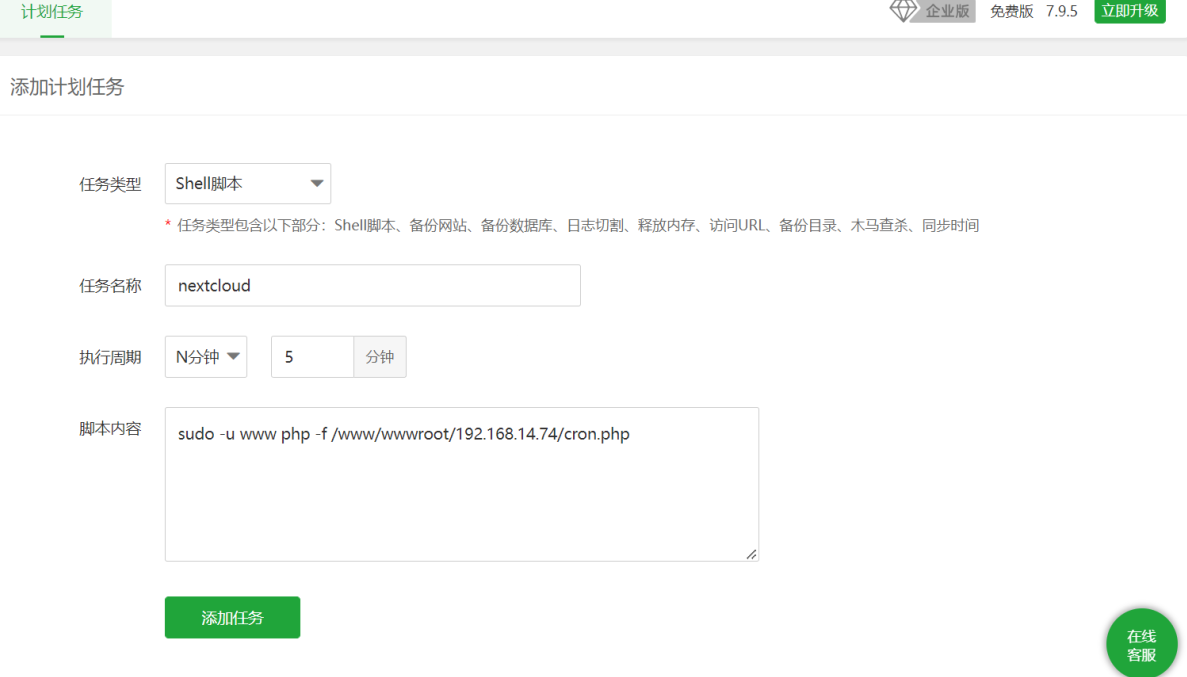 计划任务
企业版 免费版 7.9.5 立即升级
添加计划任务
任务类型 Shell脚本
* 任务类型包含以下部分：Shell脚本、备份网站、备份数据库、日志切割、释放内存、访问URL、备份目录、木马查杀、同步时间
任务名称 nextcloud
执行周期 N分钟 5 分钟
脚本内容 sudo -u www php -f /www/wwwroot/192.168.14.74/cron.php
添加任务
在线
客服